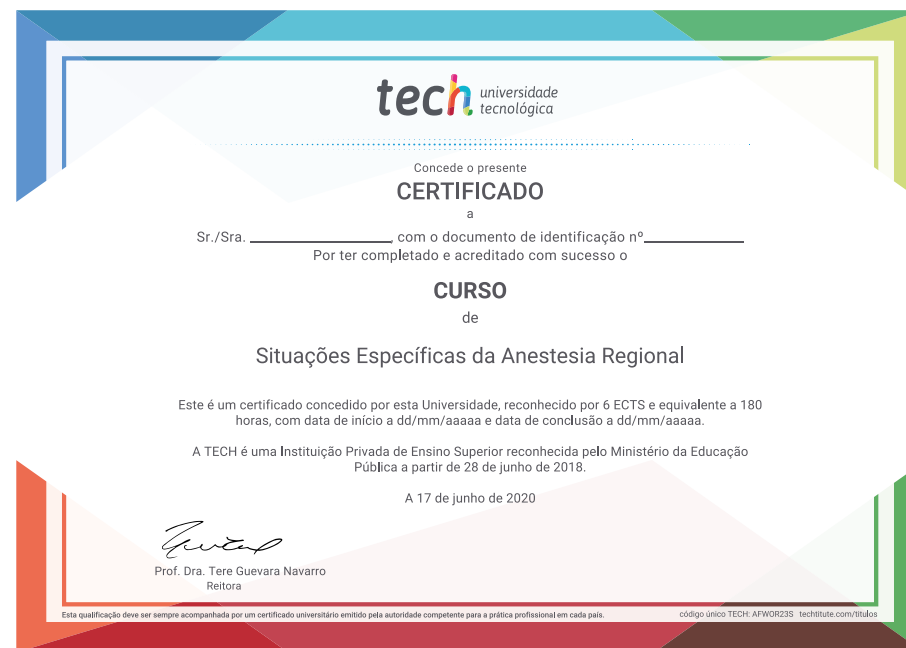 tech universidade
tecnológica
Concede o presente
CERTIFICADO
a
Sr./Sra. ________________, com o documento de identificação nº____________
Por ter completado e acreditado com sucesso o
CURSO
de
Situações Específicas da Anestesia Regional
Este é um certificado concedido por esta Universidade, reconhecido por 6 ECTS e equivalente a 180
horas, com data de início a dd/mm/aaaaa e data de conclusão a dd/mm/aaaaa.
A TECH é uma Instituição Privada de Ensino Superior reconhecida pelo Ministério da Educação
Pública a partir de 28 de junho de 2018.
A 17 de junho de 2020
Prof. Dra. Tere Guevara Navarro
Reitora
Esta qualificação deve ser sempre acompanhada por um certificado universitário emitido pela autoridade competente para a prática profissional em cada país.
código único TECH: AFWOR23S techtitute.com/titulos